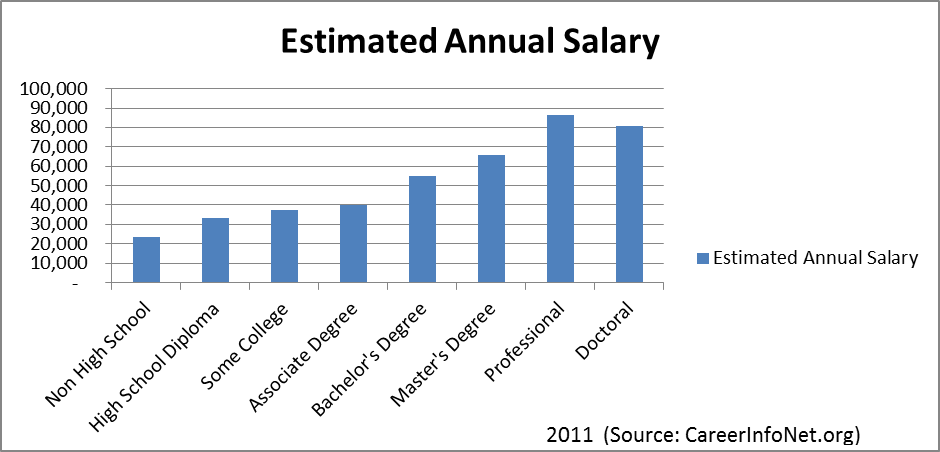 Estimated Annual Salary
100,000
90,000
80,000
70,000
60,000
50,000
40,000
30,000
20,000
10,000
-
Non High School
High School Diploma
Some College
Associate Degree
Bachelor's Degree
Master's Degree
Professional
Doctoral
Estimated Annual Salary
2011 (Source: CareerInfoNet.org)